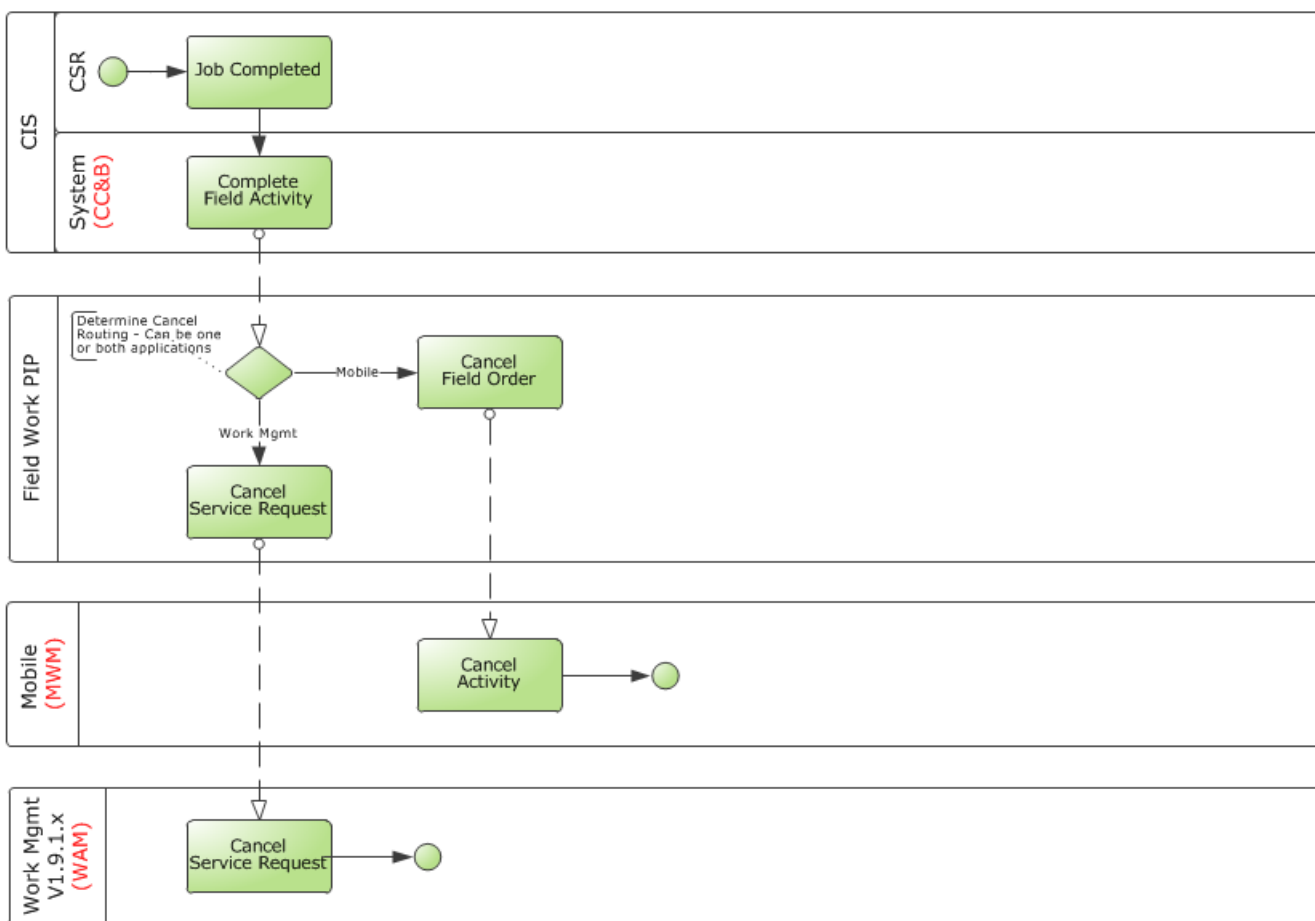 CIS
CSR
Job Completed
System
(CC&B)
Complete
Field Activity
Field Work PIP
Determine Cancel
Routing - Can be one
or both applications
Mobile
Cancel
Field Order
Work Mgmt
Cancel
Service Request
Mobile
(MWM)
Cancel
Activity
Work Mgmt
V1.9.1.x
(WAM)
Cancel
Service Request